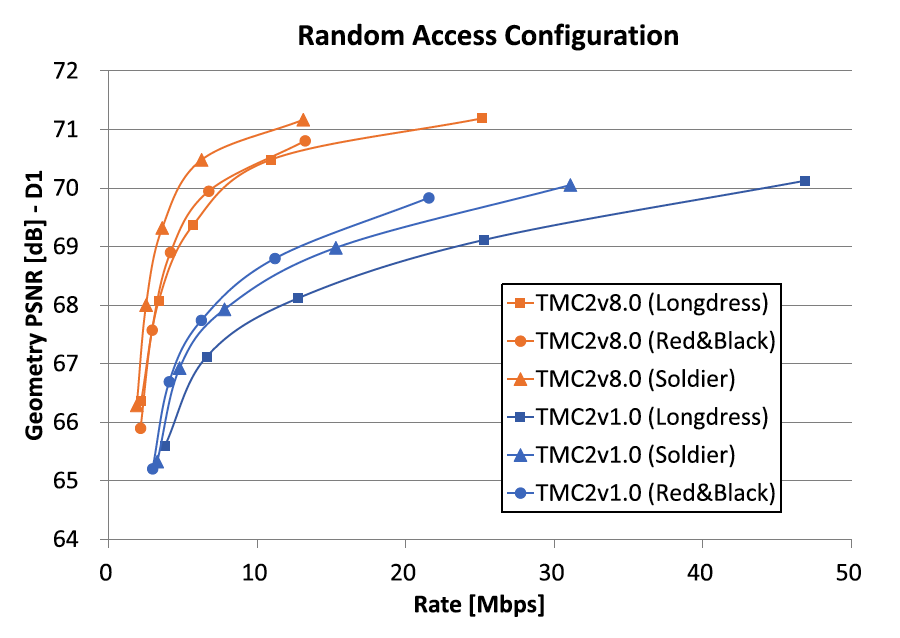 Random Access Configuration
Geometry PSNR [dB] - D1
72
71
70
69
68
67
66
65
64
TMC2v8.0 (Longdress)
TMC2v8.0 (Red&Black)
TMC2v8.0 (Soldier)
TMC2v1.0 (Longdress)
TMC2v1.0 (Soldier)
TMC2v1.0 (Red&Black)
0 10 20 30 40 50
Rate [Mbps]